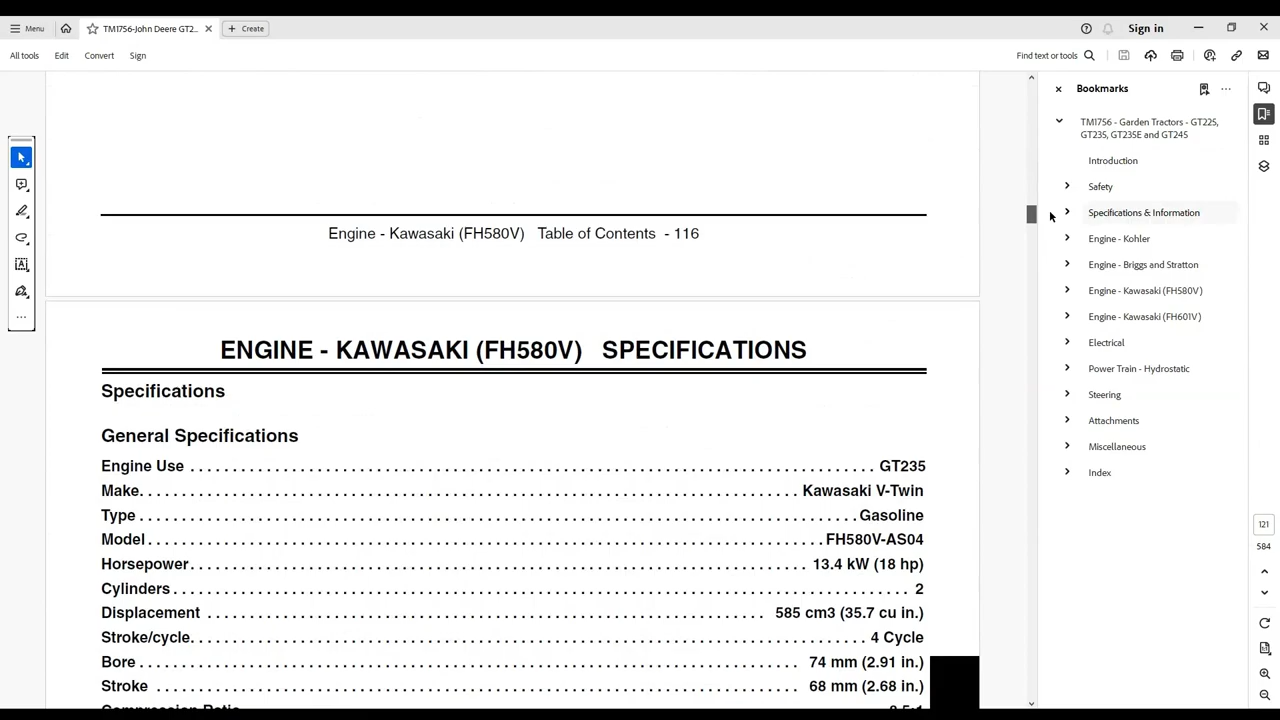 Menu
TM1756-John Deere GT2...
Create
Sign in
All tools
Edit
Convert
Sign
Find text or tools
Engine - Kawasaki (FH580V) Table of Contents - 116
ENGINE - KAWASAKI (FH580V) SPECIFICATIONS
Specifications
General Specifications
Engine Use . . . . . . . . . . . . . . . . . . . . GT235
Make. . . . . . . . . . . . . . . . . . . . Kawasaki V-Twin
Type . . . . . . . . . . . . . . . . . . . . Gasoline
Model . . . . . . . . . . . . . . . . . . . . FH580V-AS04
Horsepower. . . . . . . . . . . . . . . . . . . . 13.4 kW (18 hp)
Cylinders . . . . . . . . . . . . . . . . . . . . 2
Displacement . . . . . . . . . . . . . . . . . . . . 585 cm3 (35.7 cu in.)
Stroke/cycle. . . . . . . . . . . . . . . . . . . . 4 Cycle
Bore . . . . . . . . . . . . . . . . . . . . 74 mm (2.91 in.)
Stroke . . . . . . . . . . . . . . . . . . . . 68 mm (2.68 in.)
Bookmarks
TM1756 - Garden Tractors - GT225,
GT235, GT235E and GT245
Introduction
Safety
Specifications & Information
Engine - Kohler
Engine - Briggs and Stratton
Engine - Kawasaki (FH580V)
Engine - Kawasaki (FH601V)
Electrical
Power Train - Hydrostatic
Steering
Attachments
Miscellaneous
Index
121
584